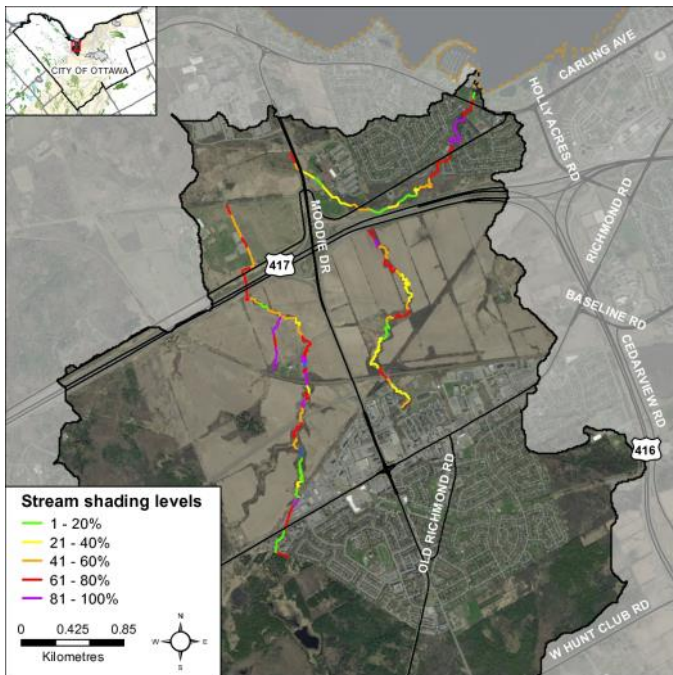 CITY OF OTTAWA
CARLING AVE
HOLLY ACRES RD
RICHMOND RD
MOODIE DR
417
BASELINE RD
CEDARVIEW RD
416
OLD RICHMOND RD
W HUNT CLUB RD
Stream shading levels
1 - 20%
21 - 40%
41 - 60%
61 - 80%
81 - 100%
0 0.425 0.85
Kilometres
N
W E
S